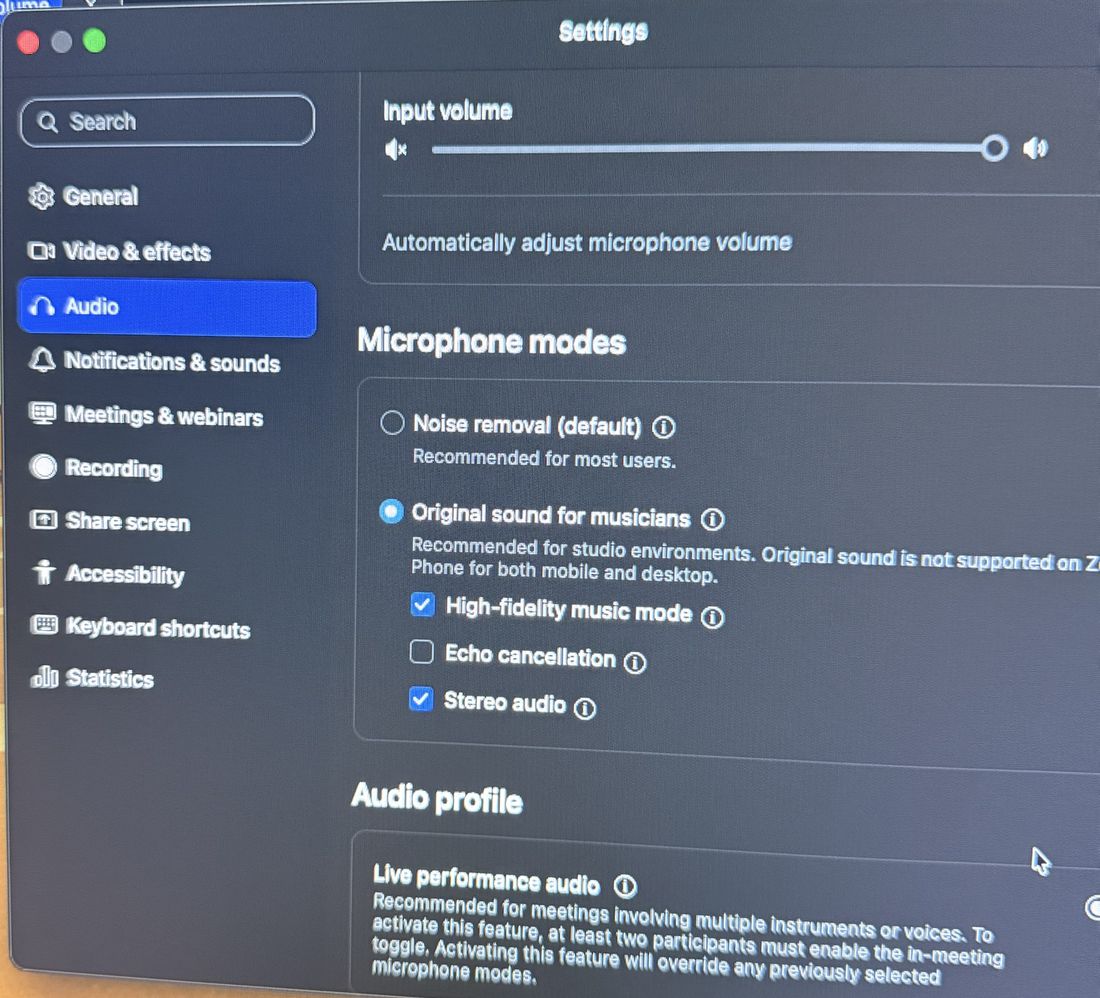 Settings
Search
General
Video & effects
Audio
Notifications & sounds
Meetings & webinars
Recording
Share screen
Accessibility
Keyboard shortcuts
Statistics
Input volume
Automatically adjust microphone volume
Microphone modes
Noise removal (default)
Recommended for most users.
Original sound for musicians
Recommended for studio environments. Original sound is not supported on
Phone for both mobile and desktop.
High-fidelity music mode
Echo cancellation
Stereo audio
Audio profile
Live performance audio
Recommended for meetings involving multiple instruments or voices. To
activate this feature, at least two participants must enable the in-meeting
toggle. Activating this feature will override any previously selected
microphone modes.